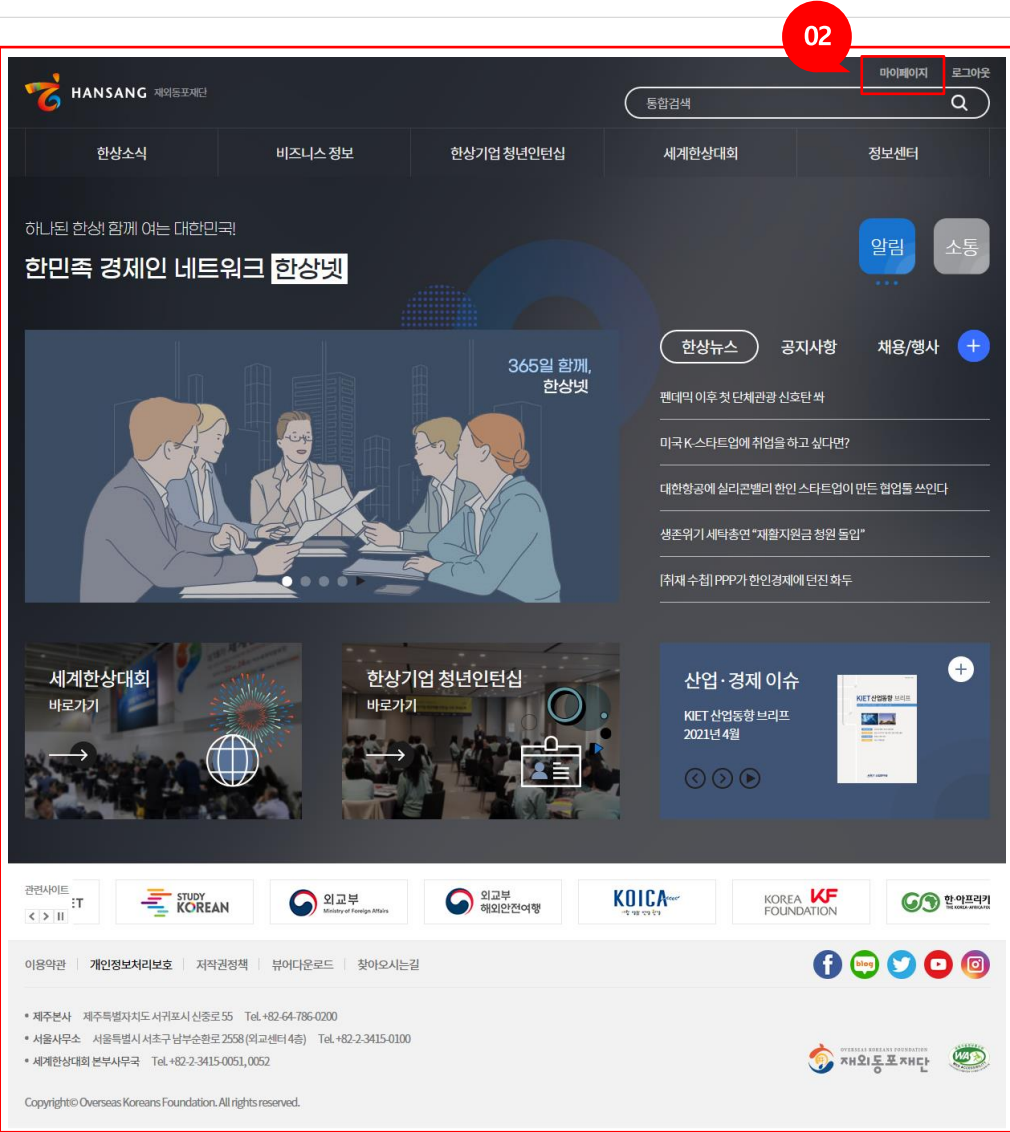 02
마이페이지 로그아웃
HANSANG 재외동포재단
통합검색
한상소식 비즈니스 정보 한상기업 청년인턴십 세계한상대회 정보센터
하나된 한상! 함께 여는 대한민국!
한민족 경제인 네트워크 한상넷
알림 소통
365일 함께,
한상넷
한상뉴스 공지사항 채용/행사
펜데믹 이후 첫 단체관광 신호탄 쏴
미국 K-스타트업에 취업을 하고 싶다면?
대한항공에 실리콘밸리 한인 스타트업이 만든 협업툴 쓰인다
생존위기 세탁총연 “재활지원금 청원 돌입”
[취재 수첩] PPP가 한인경제에 던진 화두
세계한상대회
바로가기
한상기업 청년인턴십
바로가기
산업·경제 이슈
KIET 산업동향 브리프
2021년 4월
KIET 산업동향 브리프
관련사이트
ET
STUDY
KOREAN
외교부
Ministry of Foreign Affairs
외교부
해외안전여행
KOICA
KOREA KF
FOUNDATION
한·아프리카
이용약관 개인정보처리보호 저작권정책 뷰어다운로드 찾아오시는길
blog
• 제주본사 제주특별자치도 서귀포시 신중로 55 Tel.+82-64-786-0200
• 서울사무소 서울특별시 서초구 남부순환로 2558 (외교센터 4층) Tel.+82-2-3415-0100
• 세계한상대회 본부사무국 Tel.+82-2-3415-0051, 0052
OVERSEAS KOREANS FOUNDATION
재외동포재단
WA
Copyright© Overseas Koreans Foundation. All rights reserved.